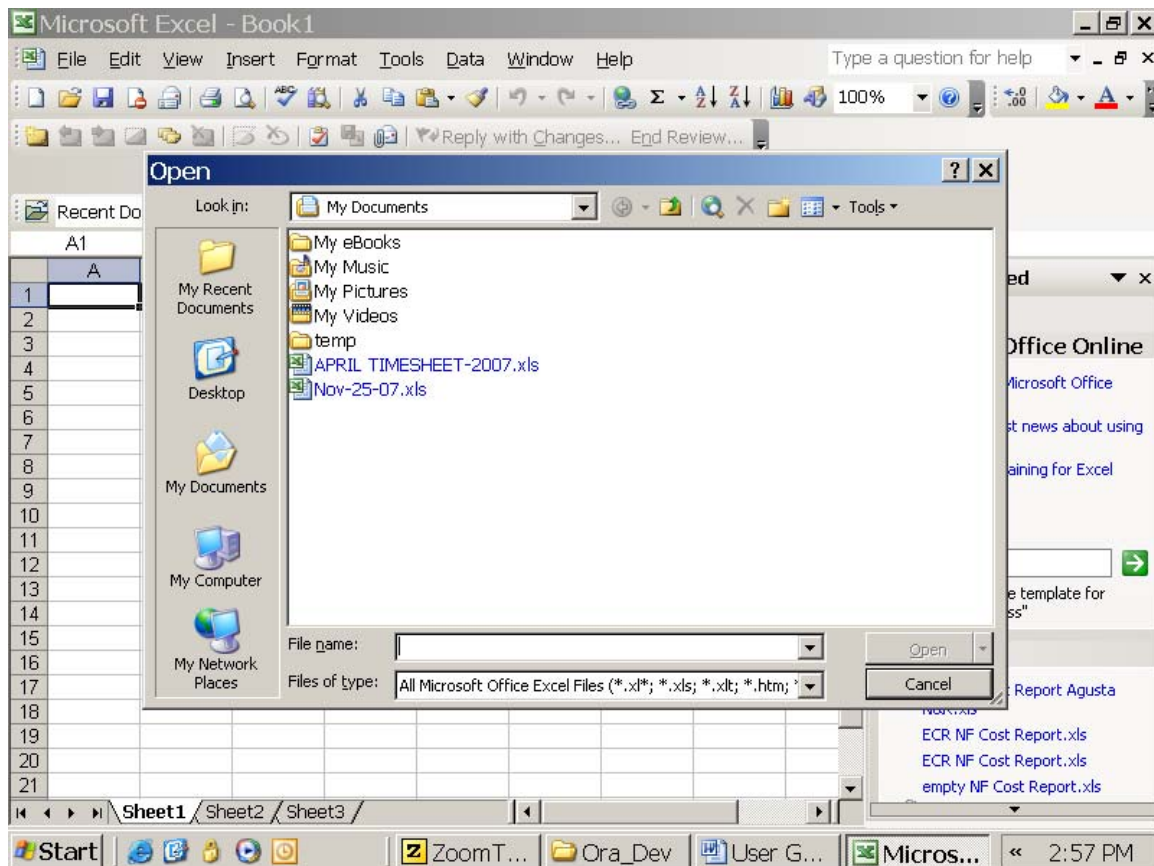 Microsoft Excel - Book1
File Edit View Insert Format Tools Data Window Help Type a question for help
ABC Σ A Z Z A 100% ? .00 A
Reply with Changes... End Review...
Open ? X
Recent Do
Look in: My Documents Tools
A1
A
1
2
3
4
5
6
7
8
9
10
11
12
13
14
15
16
17
18
19
20
21
My Recent
Documents
Desktop
My Documents
My Computer
My Network
Places
My eBooks
My Music
My Pictures
My Videos
temp
APRIL TIMESHEET-2007.xls
Nov-25-07.xls
File name: Open
Files of type: All Microsoft Office Excel Files (*.xl*; *.xls; *.xlt; *.htm; * Cancel
ed
Office Online
Microsoft Office
st news about using
aining for Excel
e template for
ss"
Report Agusta
ECR NF Cost Report.xls
ECR NF Cost Report.xls
empty NF Cost Report.xls
Sheet1 Sheet2 Sheet3
Start Z ZoomT... Ora_Dev User G... Micros... « 2:57 PM